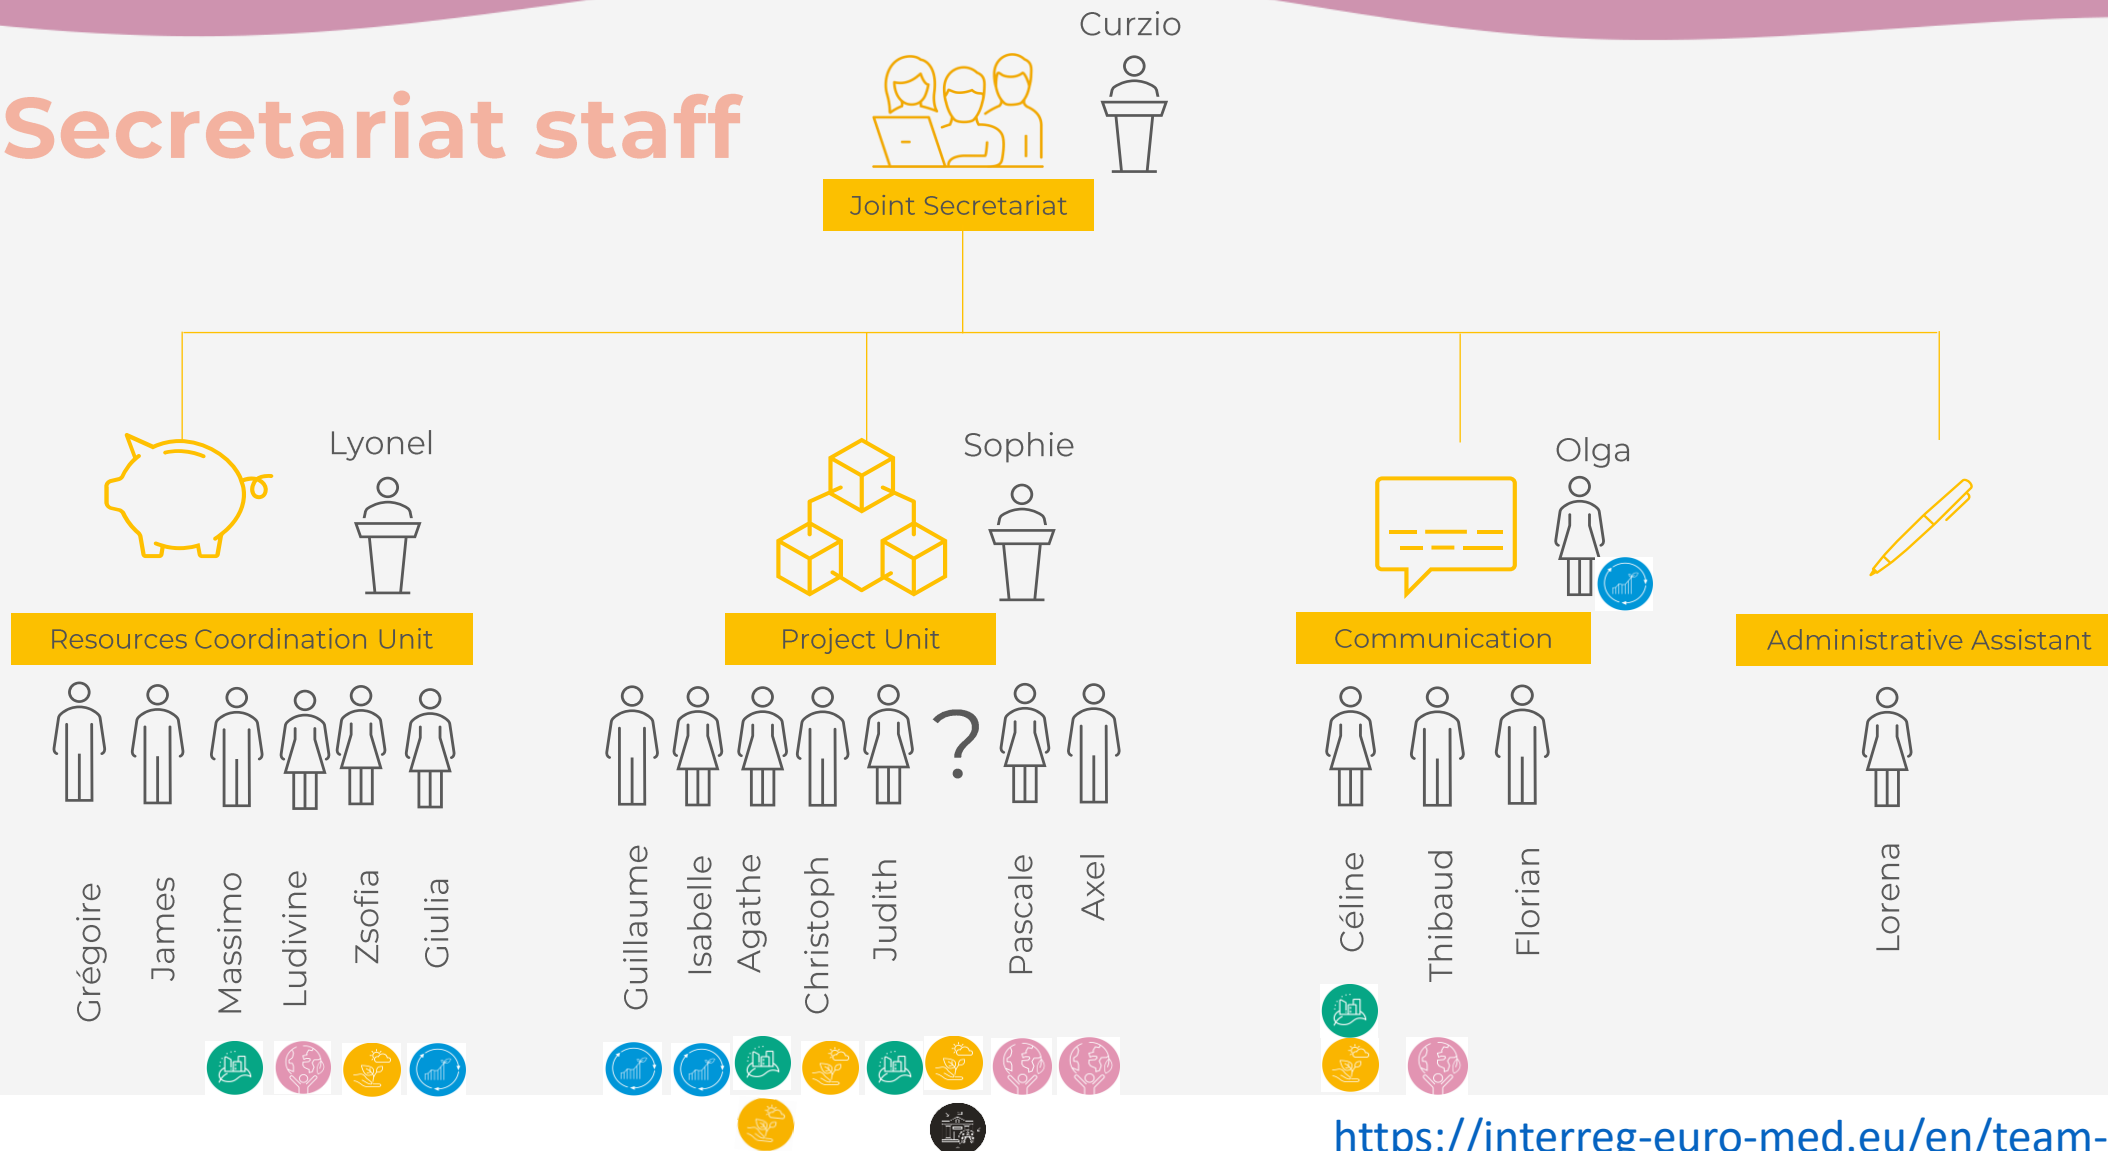 Curzio
Secretariat staff
Joint Secretariat
Lyonel
Sophie
Olga
Resources Coordination Unit
Project Unit
Communication
Administrative Assistant
Grégoire
James
Massimo
Ludivine
Zsofia
Giulia
Guillaume
Isabelle
Agathe
Christoph
Judith
?
Pascale
Axel
Céline
Thibaud
Florian
Lorena
https://interreg-euro-med.eu/en/team-